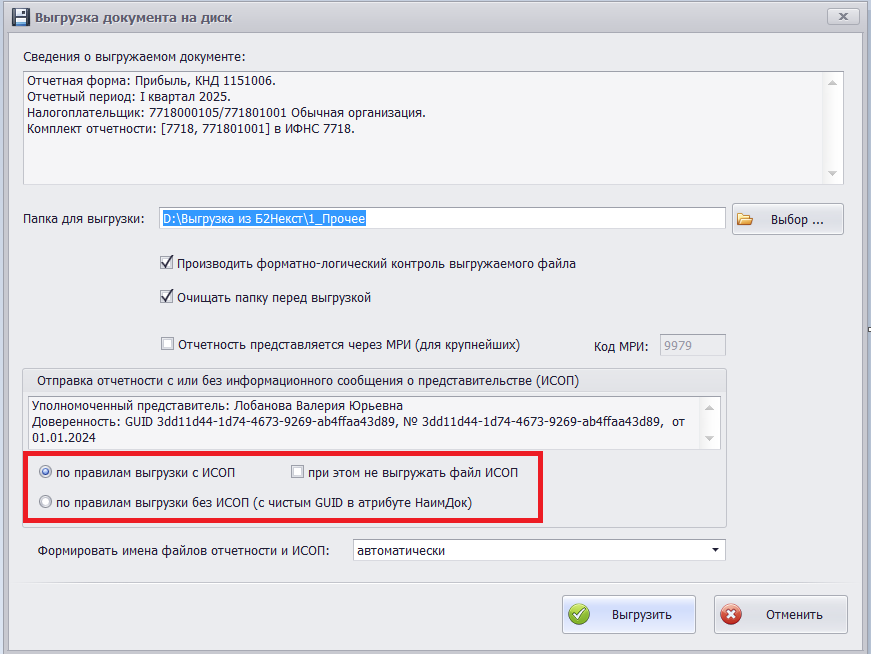 Выгрузка документа на диск
Сведения о выгружаемом документе:
Отчетная форма: Прибыль, КНД 1151006.
Отчетный период: I квартал 2025.
Налогоплательщик: 7718000105/771801001 Обычная организация.
Комплект отчетности: [7718, 771801001] в ИФНС 7718.
Папка для выгрузки: D:\Выгрузка из Б2Некст\1_Прочее Выбор ...
Производить форматно-логический контроль выгружаемого файла
Очищать папку перед выгрузкой
Отчетность представляется через МРИ (для крупнейших) Код МРИ: 9979
Отправка отчетности с или без информационного сообщения о представительстве (ИСОП)
Уполномоченный представитель: Лобанова Валерия Юрьевна
Доверенность: GUID 3dd11d44-1d74-4673-9269-ab4ffaa43d89, № 3dd11d44-1d74-4673-9269-ab4ffaa43d89, от
01.01.2024
по правилам выгрузки с ИСОП при этом не выгружать файл ИСОП
по правилам выгрузки без ИСОП (с чистым GUID в атрибуте НаимДок)
Формировать имена файлов отчетности и ИСОП: автоматически
Выгрузить Отменить